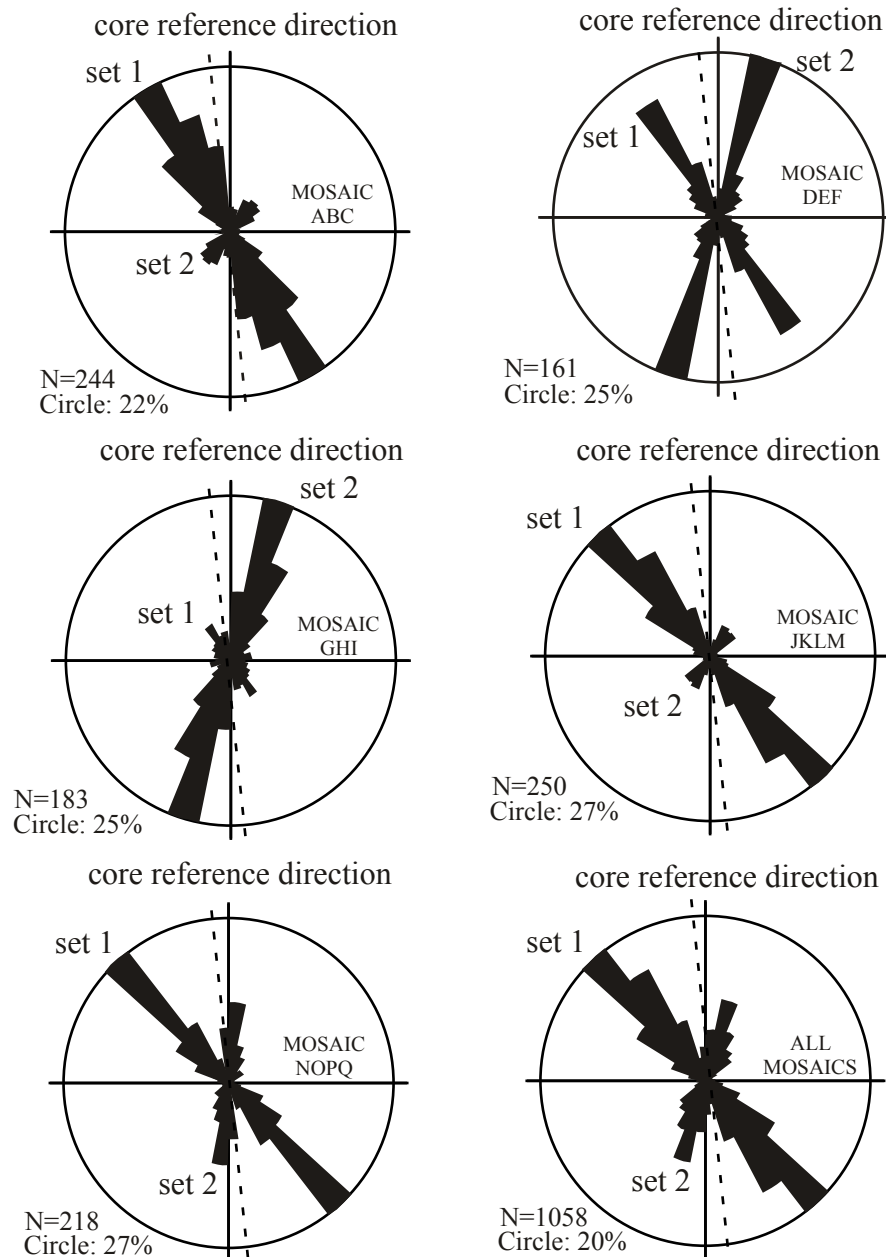 core reference direction
set 1
MOSAIC
ABC
set 2
N=244
Circle: 22%
core reference direction
set 2
set 1
MOSAIC
DEF
N=161
Circle: 25%
core reference direction
set 2
set 1
MOSAIC
GHI
N=183
Circle: 25%
core reference direction
set 1
MOSAIC
JKLM
set 2
N=250
Circle: 27%
core reference direction
set 1
MOSAIC
NOPQ
set 2
N=218
Circle: 27%
core reference direction
set 1
ALL
MOSAICS
set 2
N=1058
Circle: 20%